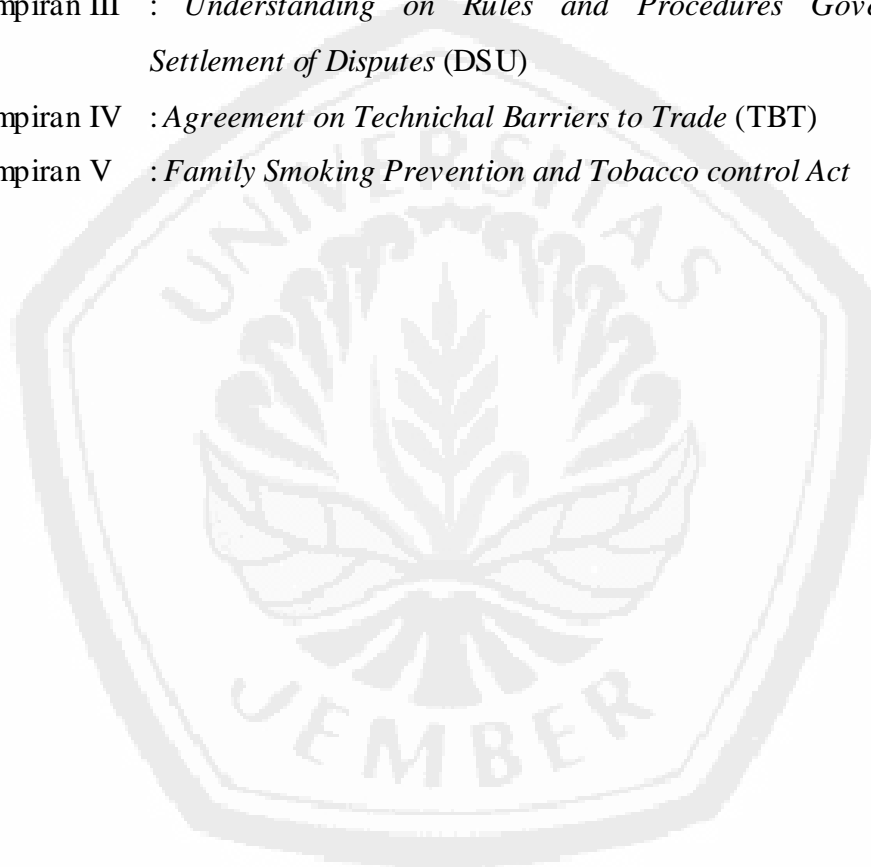 mpiran III : Understanding on Rules and Procedures Gove
Settlement of Disputes (DSU)
mpiran IV : Agreement on Technichal Barriers to Trade (TBT)
mpiran V : Family Smoking Prevention and Tobacco control Act
UNIVERSITAS
JEMBER